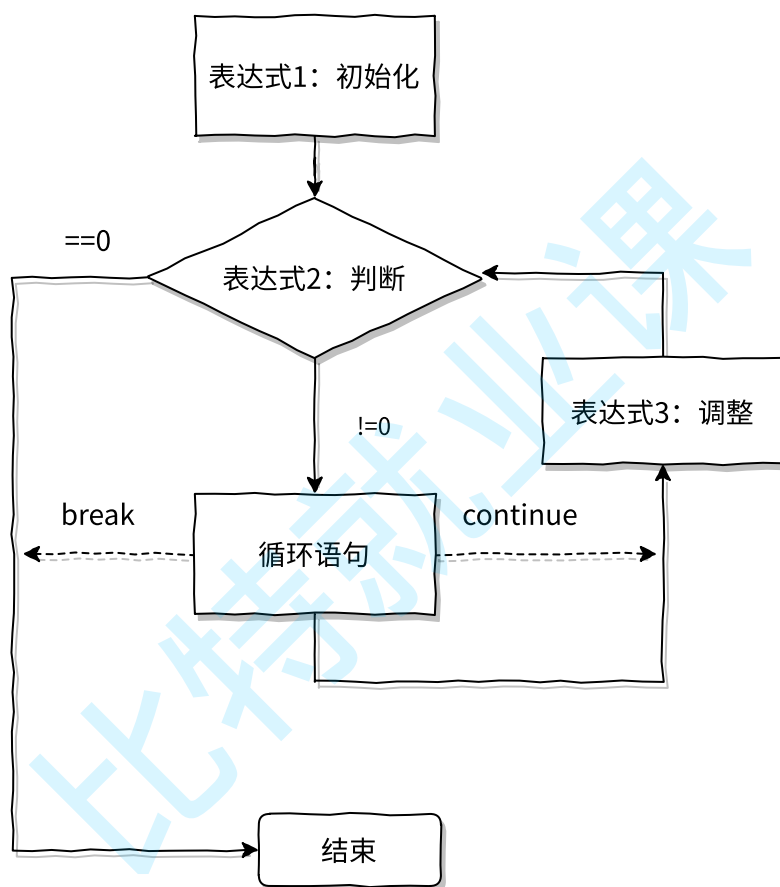 表达式1：初始化
==0
表达式2：判断
表达式3：调整
!=0
break
continue
循环语句
结束
比特就业课